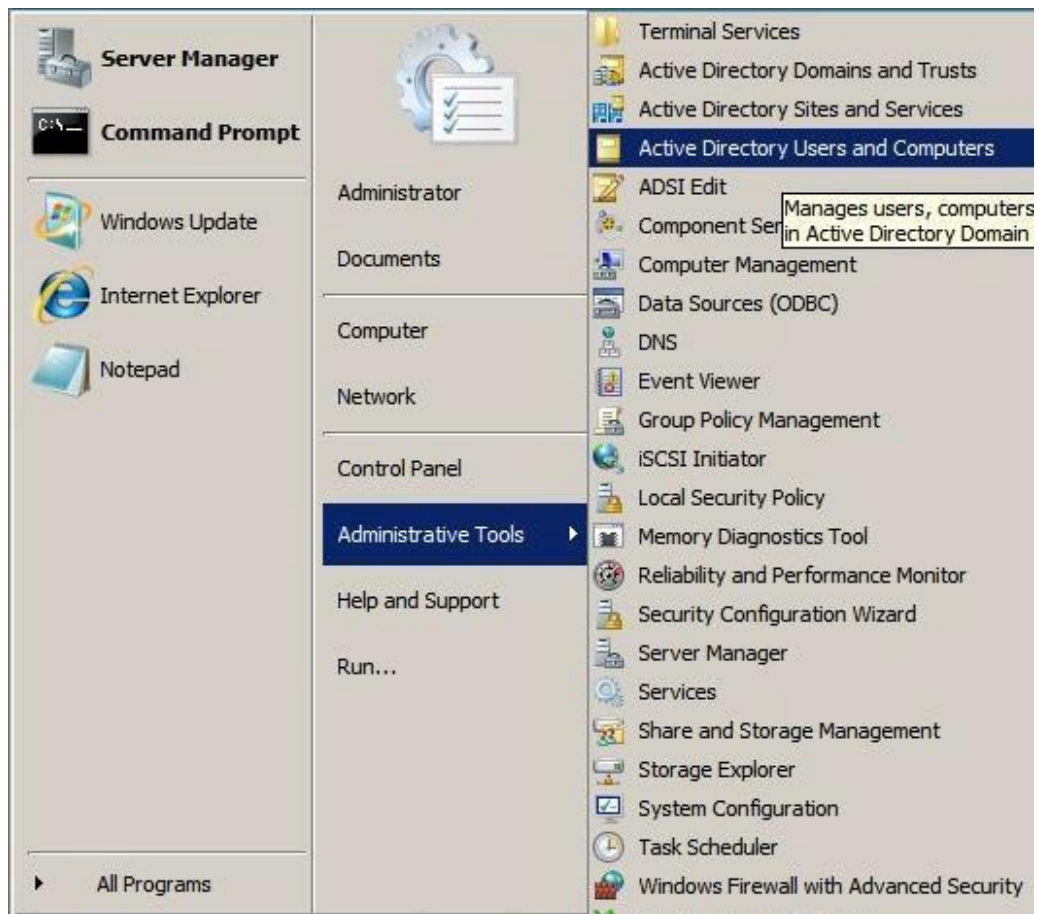 Server Manager
C:\
Command Prompt
Windows Update
Internet Explorer
Notepad
All Programs
Administrator
Documents
Computer
Network
Control Panel
Administrative Tools
Help and Support
Run...
Terminal Services
Active Directory Domains and Trusts
Active Directory Sites and Services
Active Directory Users and Computers
ADSI Edit
Manages users, computers
Component Ser
in Active Directory Domain
Computer Management
Data Sources (ODBC)
DNS
Event Viewer
Group Policy Management
iSCSI Initiator
Local Security Policy
Memory Diagnostics Tool
Reliability and Performance Monitor
Security Configuration Wizard
Server Manager
Services
Share and Storage Management
Storage Explorer
System Configuration
Task Scheduler
Windows Firewall with Advanced Security